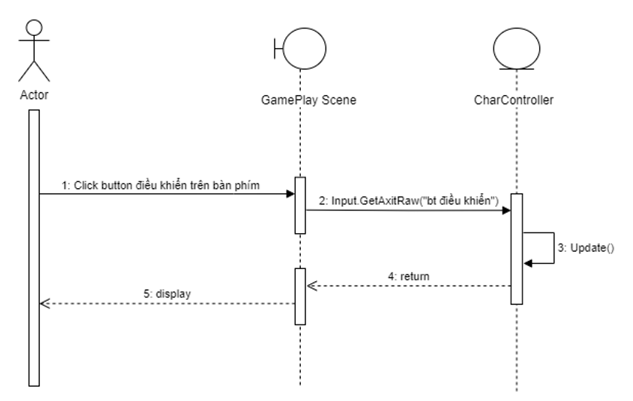 Actor
GamePlay Scene
CharController
1: Click button điều khiển trên bàn phím
2: Input.GetAxitRaw("bt điều khiển")
3: Update()
4: return
5: display